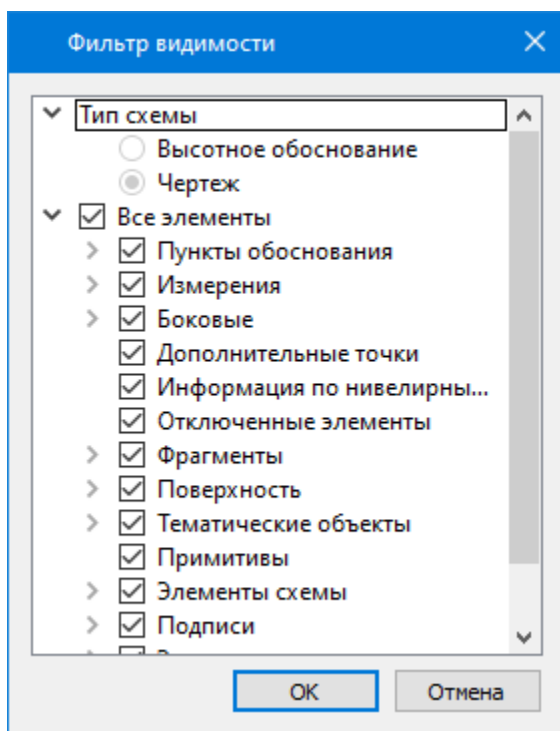 Фильтр видимости
Тип схемы
Высотное обоснование
Чертеж
Все элементы
Пункты обоснования
Измерения
Боковые
Дополнительные точки
Информация по нивелирны...
Отключенные элементы
Фрагменты
Поверхность
Тематические объекты
Примитивы
Элементы схемы
Подписи
ОК
Отмена